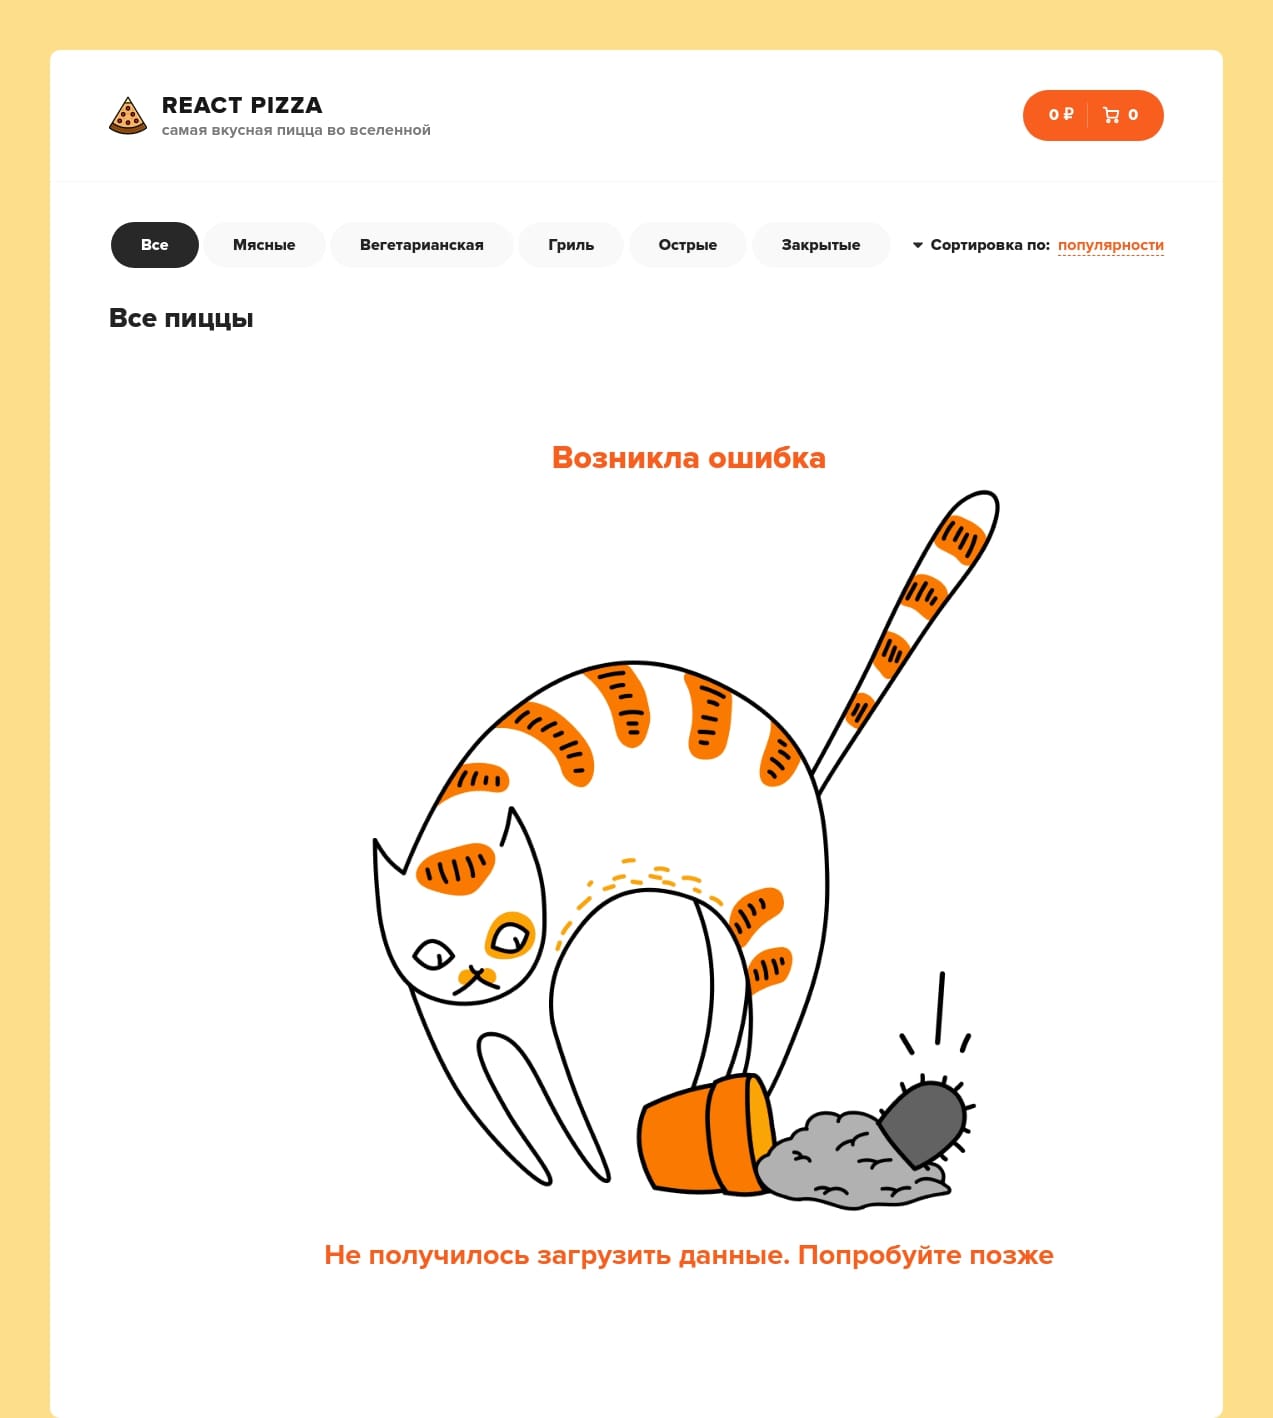 REACT PIZZA
самая вкусная пицца во вселенной
0 ₽ 0
Все Мясные Вегетарианская Гриль Острые Закрытые Сортировка по: популярности
Все пиццы
Возникла ошибка
Не получилось загрузить данные. Попробуйте позже